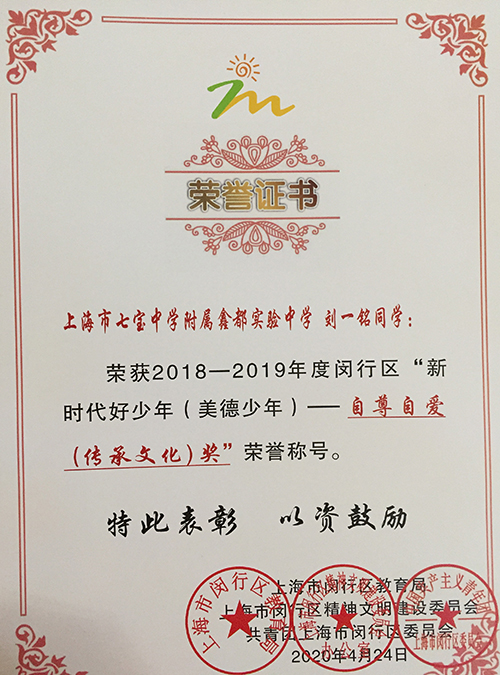 荣誉证书
上海市七宝中学附属鑫都实验中学 刘一铭同学：
荣获2018—2019年度闵行区“新
时代好少年（美德少年）——自尊自爱
(传承文化)奖”荣誉称号。
特此表彰 以资鼓励
上海市闵行区教育局
上海市闵行区精神文明建设委员会
办公室
共青团上海市闵行区委员会
2020年4月24日
上海市闵行区教育局